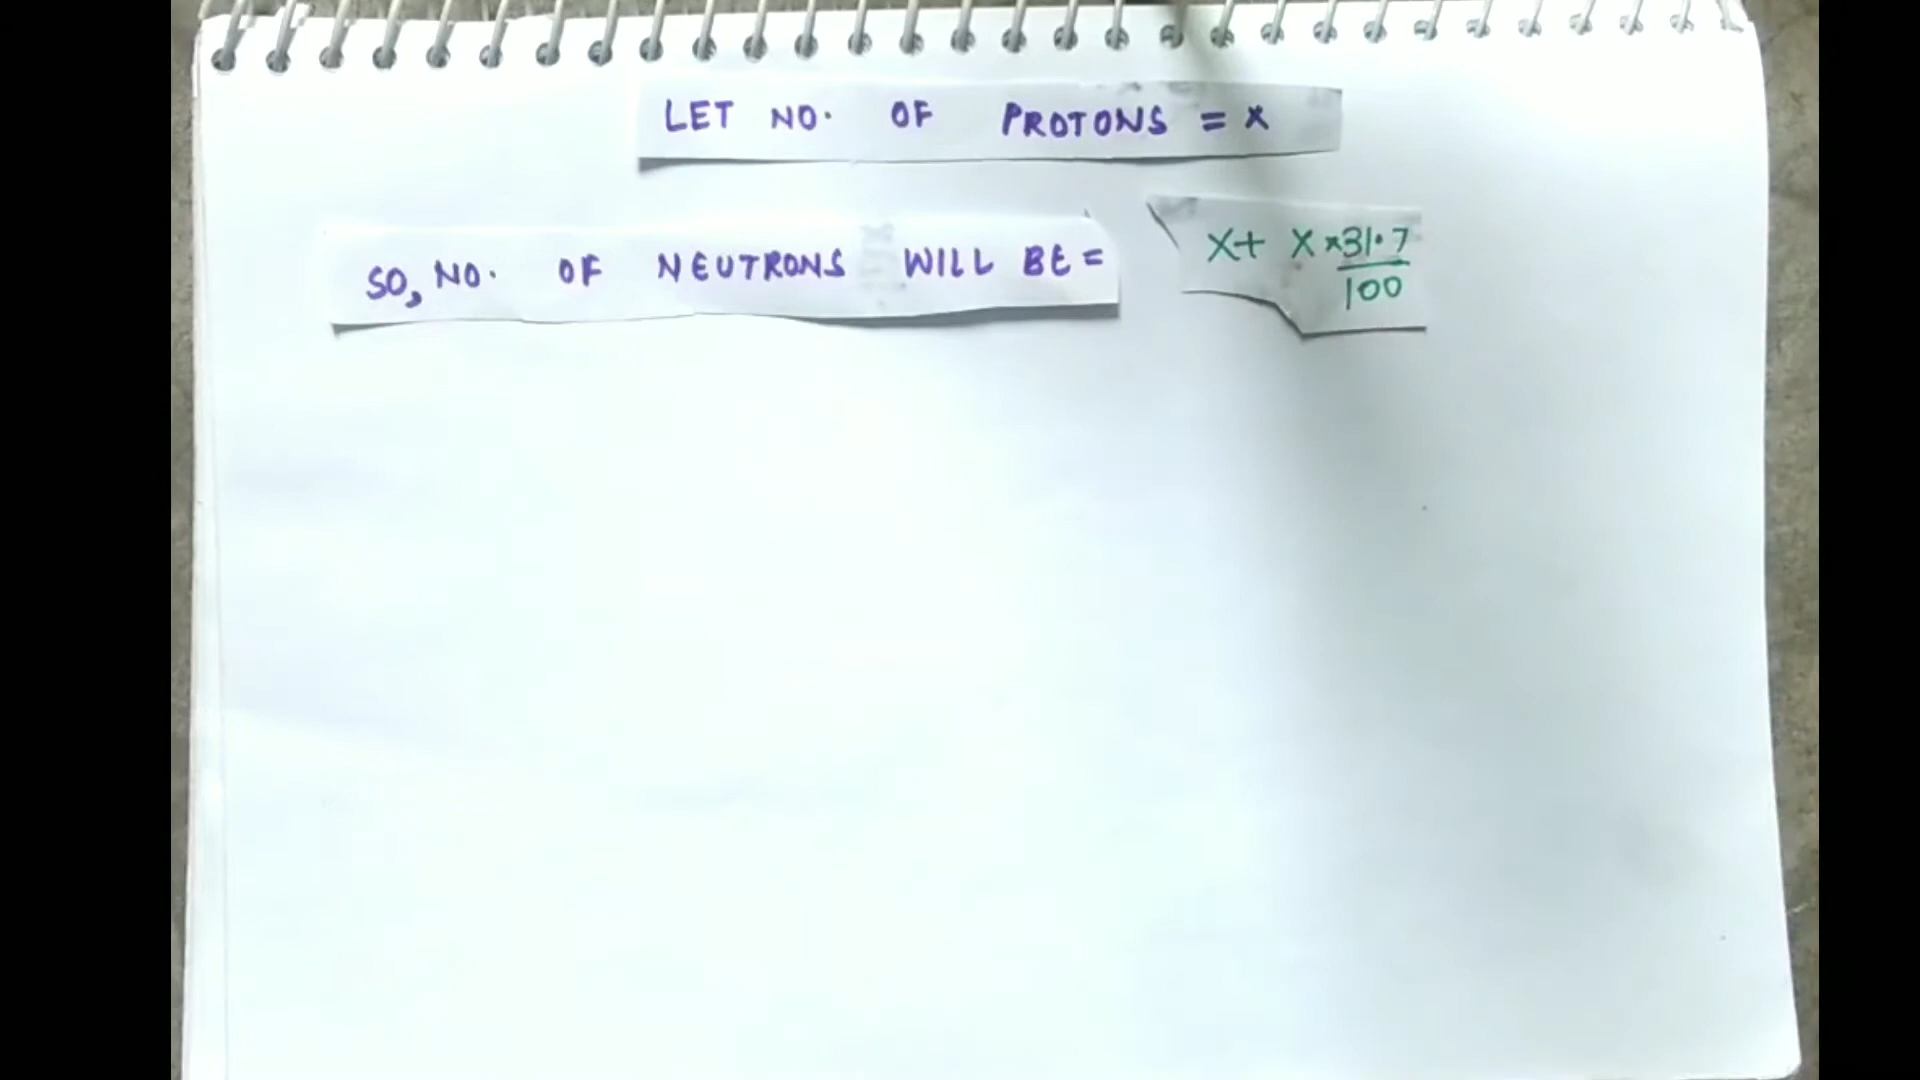 LET NO. OF PROTONS = x
SO, NO. OF NEUTRONS WILL BE = x + x × 31.7
100